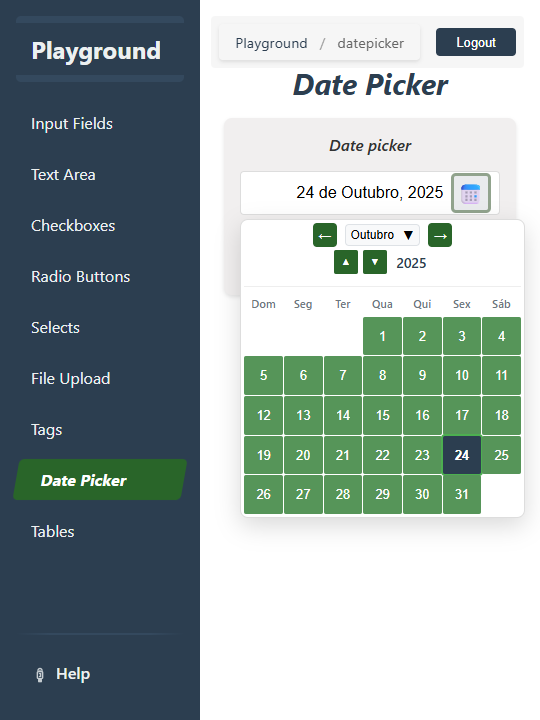 Playground
Input Fields
Text Area
Checkboxes
Radio Buttons
Selects
File Upload
Tags
Date Picker
Tables
Help
Playground / datepicker
Logout
Date Picker
Date picker
24 de Outubro, 2025
← Outubro ▼ →
▲ ▼ 2025
Dom Seg Ter Qua Qui Sex Sáb
1 2 3 4
5 6 7 8 9 10 11
12 13 14 15 16 17 18
19 20 21 22 23 24 25
26 27 28 29 30 31